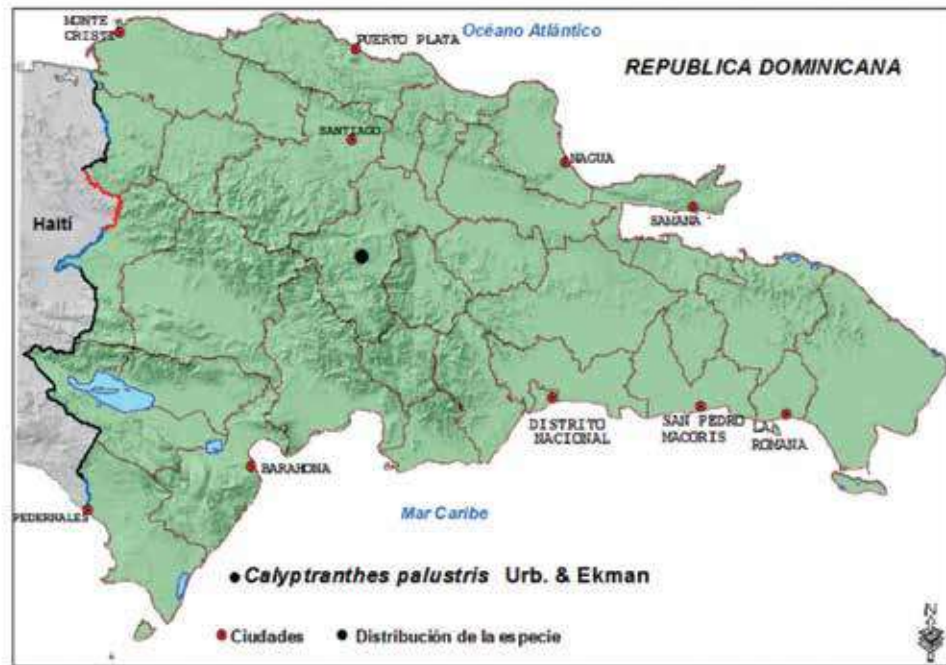 MONTE
CRISTI
Océano Atlántico
PUERTO PLATA
REPUBLICA DOMINICANA
SANTIAGO
NAGUA
SAMANA
Haití
DISTRITO
NACIONAL
SAN PEDRO
MACORIS
LA
ROMANA
BARAHONA
PEDERNALES
Mar Caribe
• Calyptranthes palustris Urb. & Ekman
Ciudades
Distribución de la especie
N